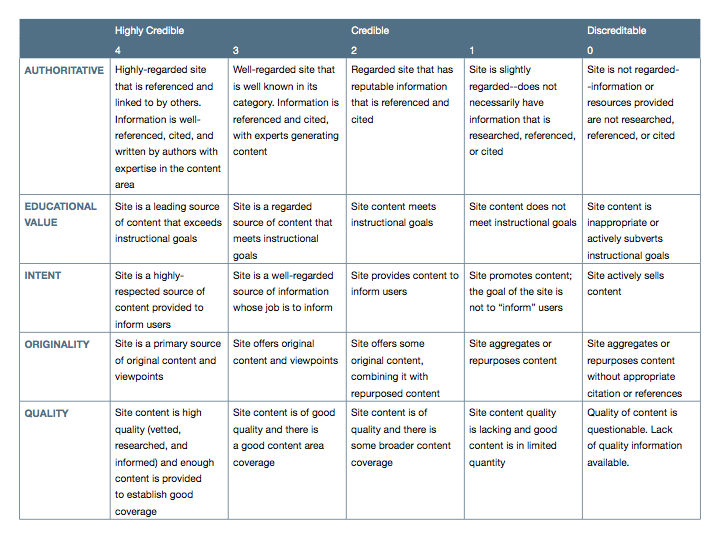 Highly Credible Credible Discreditable
4 3 2 1 0
AUTHORITATIVE
Highly-regarded site
that is referenced and
linked to by others.
Information is well-
referenced, cited, and
written by authors with
expertise in the content
area
Well-regarded site that
is well known in its
category. Information is
referenced and cited,
with experts generating
content
Regarded site that has
reputable information
that is referenced and
cited
Site is slightly
regarded--does not
necessarily have
information that is
researched, referenced,
or cited
Site is not regarded-
-information or
resources provided
are not researched,
referenced, or cited
EDUCATIONAL
VALUE
Site is a leading source
of content that exceeds
instructional goals
Site is a regarded
source of content that
meets instructional
goals
Site content meets
instructional goals
Site content does not
meet instructional goals
Site content is
inappropriate or
actively subverts
instructional goals
INTENT
Site is a highly-
respected source of
content provided to
inform users
Site is a well-regarded
source of information
whose job is to inform
Site provides content to
inform users
Site promotes content;
the goal of the site is
not to “inform” users
Site actively sells
content
ORIGINALITY
Site is a primary source
of original content and
viewpoints
Site offers original
content and viewpoints
Site offers some
original content,
combining it with
repurposed content
Site aggregates or
repurposes content
Site aggregates or
repurposes content
without appropriate
citation or references
QUALITY
Site content is high
quality (vetted,
researched, and
informed) and enough
content is provided
to establish good
coverage
Site content is of good
quality and there is
a good content area
coverage
Site content is of
quality and there is
some broader content
coverage
Site content quality
is lacking and good
content is in limited
quantity
Quality of content is
questionable. Lack
of quality information
available.